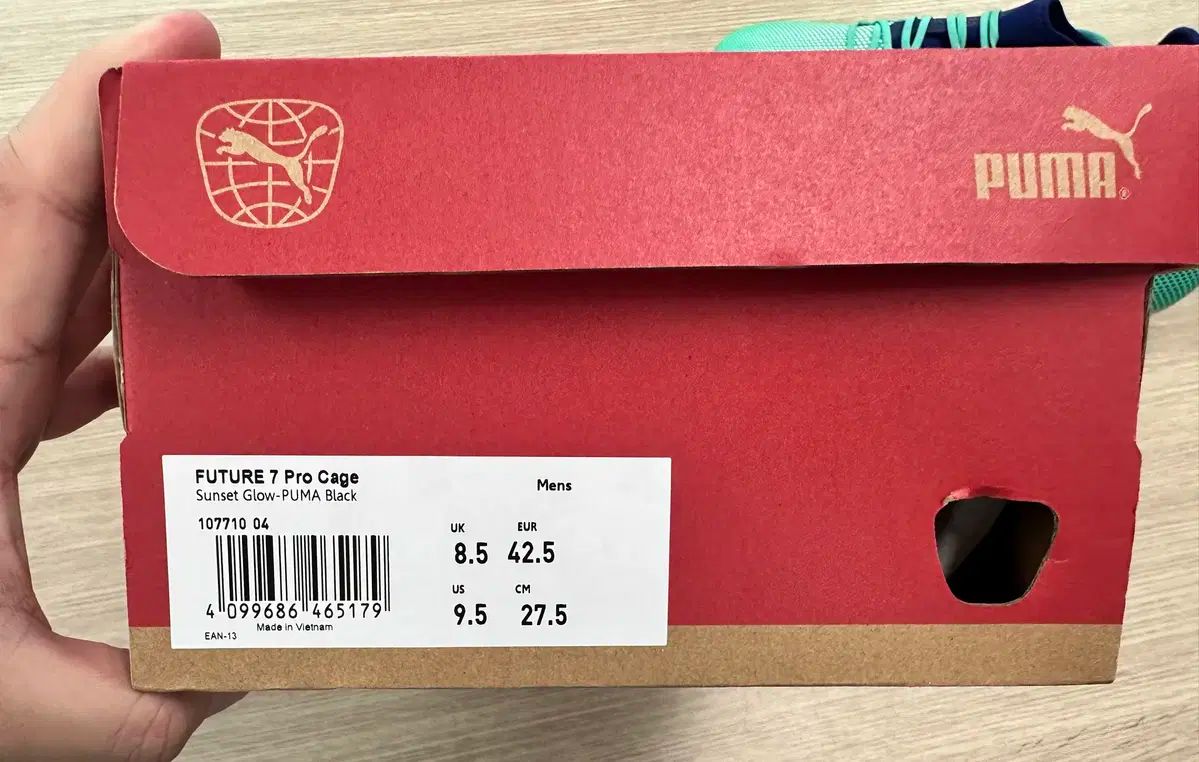 PUMA®
FUTURE 7 Pro Cage
Sunset Glow-PUMA Black
Mens
107710 04
4 099686 465179
Made in Vietnam
EAN-13
UK EUR
8.5 42.5
US CM
9.5 27.5